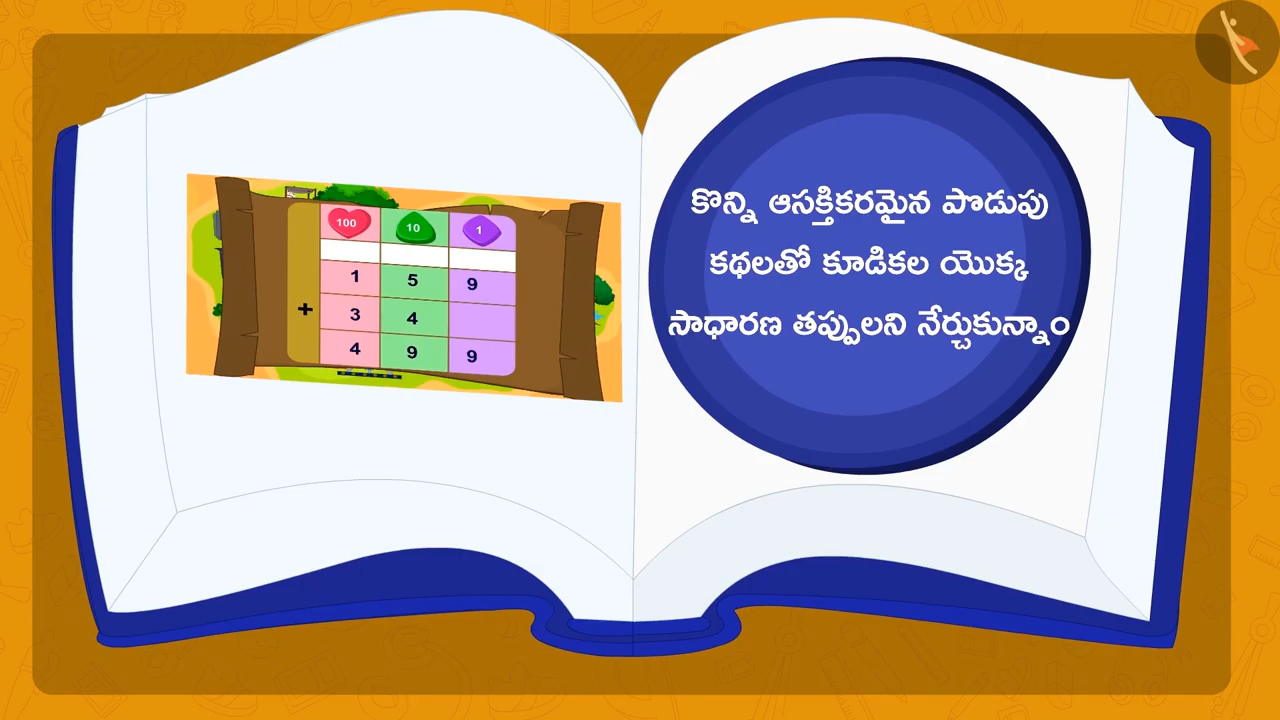 100 10 1
1 5 9
+ 3 4
4 9 9
కొన్ని ఆసక్తికరమైన పొడుపు
కథలతో కూడికల యొక్క
సాధారణ తప్పులని నేర్చుకున్నాం